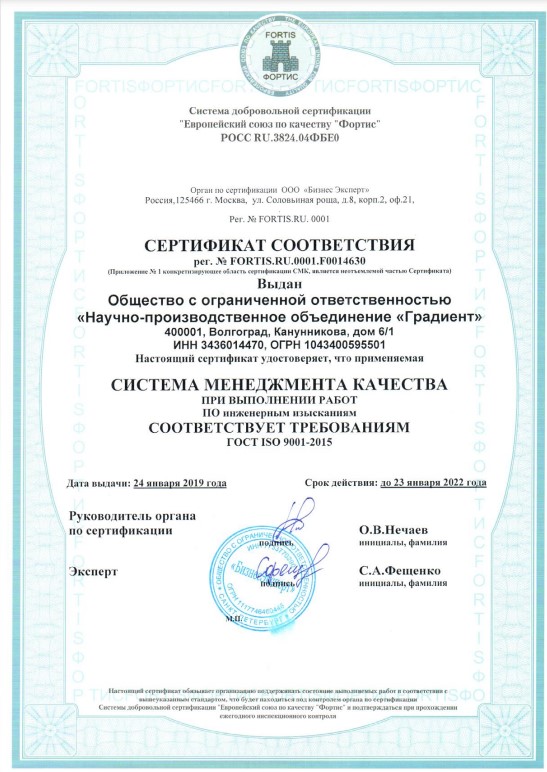 FORTIS
ФОРТИС
Система добровольной сертификации
"Европейский союз по качеству "Фортис"
РОСС RU.3824.04ФБЕ0
Орган по сертификации ООО «Бизнес Эксперт»
Россия,125466 г. Москва, ул. Соловьиная роща, д.8, корп.2, оф.21,
Рег. № FORTIS.RU. 0001
СЕРТИФИКАТ СООТВЕТСТВИЯ
рег. № FORTIS.RU.0001.F0014630
(Приложение № 1 конкретизирующее область сертификации СМК, является неотъемлемой частью Сертификата)
Выдан
Общество с ограниченной ответственностью
«Научно-производственное объединение «Градиент»
400001, Волгоград, Канунникова, дом 6/1
ИНН 3436014470, ОГРН 1043400595501
Настоящий сертификат удостоверяет, что применяемая
СИСТЕМА МЕНЕДЖМЕНТА КАЧЕСТВА
ПРИ ВЫПОЛНЕНИИ РАБОТ
ПО инженерным изысканиям
СООТВЕТСТВУЕТ ТРЕБОВАНИЯМ
ГОСТ ISO 9001-2015
Дата выдачи: 24 января 2019 года Срок действия: до 23 января 2022 года
Руководитель органа
по сертификации О.В.Нечаев
подпись инициалы, фамилия
Эксперт С.А.Фещенко
подпись инициалы, фамилия
М.П.
Настоящий сертификат обязывает организацию поддерживать состояние выполняемых работ в соответствии с
вышеуказанным стандартом, что будет находиться под контролем органа по сертификации
Системы добровольной сертификации "Европейский союз по качеству "Фортис" и подтверждаться при прохождении
ежегодного инспекционного контроля